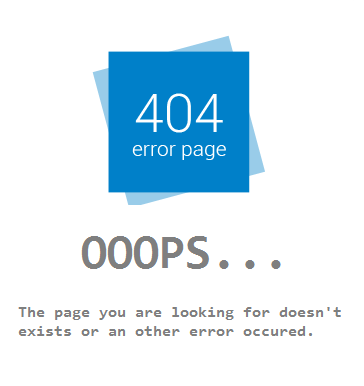 404
error page
OOOPS...
The page you are looking for doesn't
exists or an other error occured.